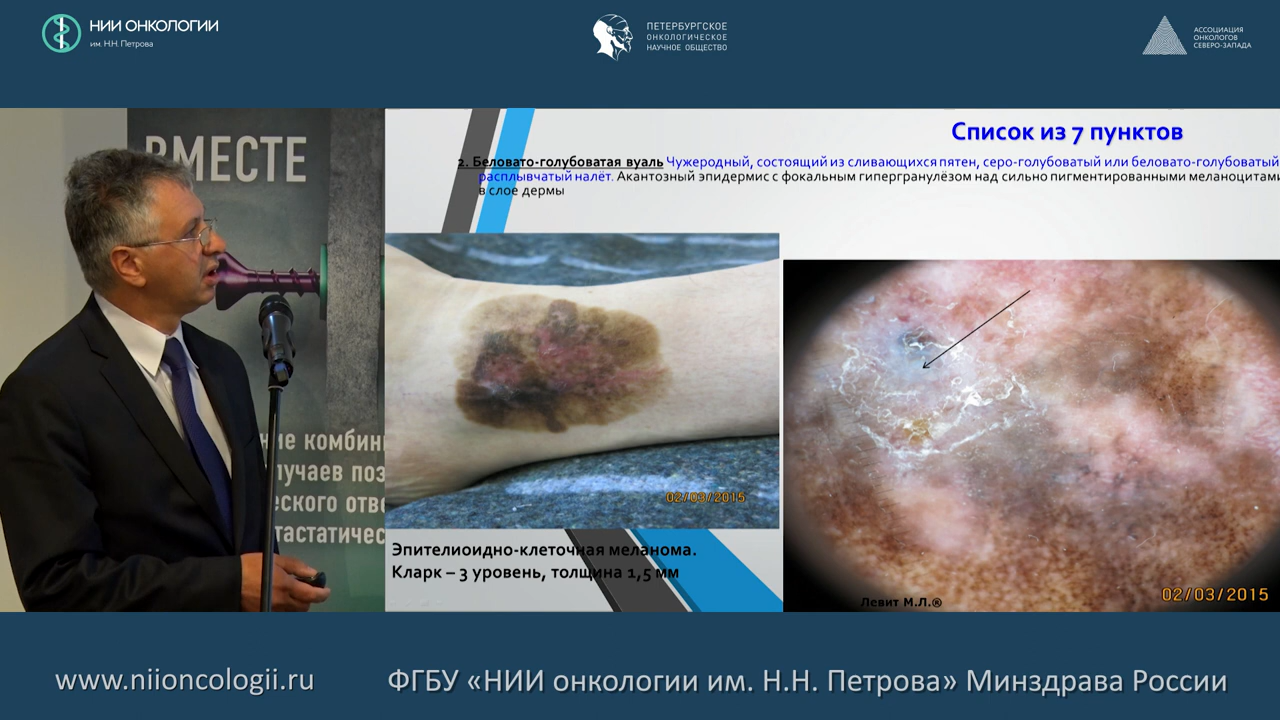 НИИ ОНКОЛОГИИ
им. Н.Н. Петрова
ПЕТЕРБУРГСКОЕ
ОНКОЛОГИЧЕСКОЕ
НАУЧНОЕ ОБЩЕСТВО
АССОЦИАЦИЯ
ОНКОЛОГОВ
СЕВЕРО-ЗАПАДА
ВМЕСТЕ
Список из 7 пунктов
2. Беловато-голубоватая вуаль Чужеродный, состоящий из сливающихся пятен, серо-голубоватый или беловато-голубоватый
расплывчатый налёт. Акантозный эпидермис с фокальным гипергранулёзом над сильно пигментированными меланоцитами
в слое дермы
02/03/2015
Эпителиоидно-клеточная меланома.
Кларк – 3 уровень, толщина 1,5 мм
Левит М.Л.®
02/03/2015
www.niioncologii.ru
ФГБУ «НИИ онкологии им. Н.Н. Петрова» Минздрава России